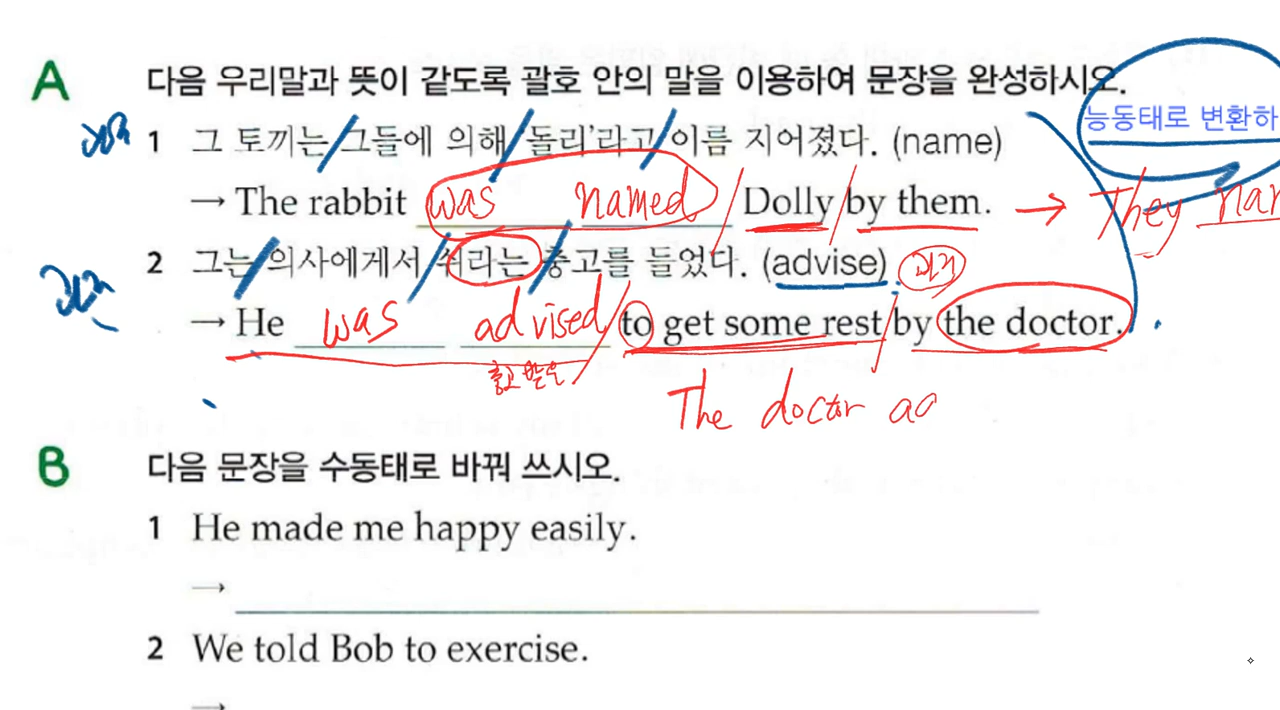 A 다음 우리말과 뜻이 같도록 괄호 안의 말을 이용하여 문장을 완성하시오.
능동태로 변환하
1 그 토끼는 그들에 의해 '돌리'라고 이름 지어졌다. (name)
→ The rabbit was named Dolly by them. → They nam
2 그는 의사에게서 쉬라는 충고를 들었다. (advise) 과거
→ He was advised to get some rest by the doctor.
The doctor ad
B 다음 문장을 수동태로 바꿔 쓰시오.
1 He made me happy easily.
→
2 We told Bob to exercise.
→